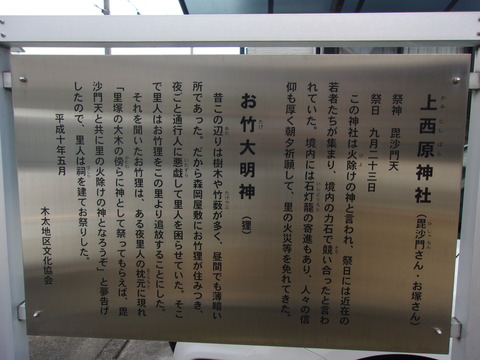 上西原神社（毘沙門さん・お塚さん）
祭神　毘沙門天
祭日　九月二十三日
この神社は火除けの神と言われ、祭日には近在の
若者たちが集まり、境内の力石で競い合ったと言わ
れていた。境内には石灯籠の寄進もあり、人々の信
仰も厚く朝夕祈願して、里の火災等を免れてきた。
お竹大明神（狸）
昔この辺りは樹木や竹数が多く、昼間でも薄暗い
所であった。だから森岡屋敷にお竹狸が住みつき、
夜ごと通行人に悪戯して里人を困らせていた。そこ
で里人はお竹狸をこの里より追放することにした。
それを聞いたお竹狸は、ある夜里人の枕元に現れ
「里塚の大木の傍らに神として祭ってもらえば、毘
沙門天と共に里の火除けの神となろうぞ」と夢告げ
したので、里人は祠を建てお祭りした。
平成十年五月
木太地区文化協会